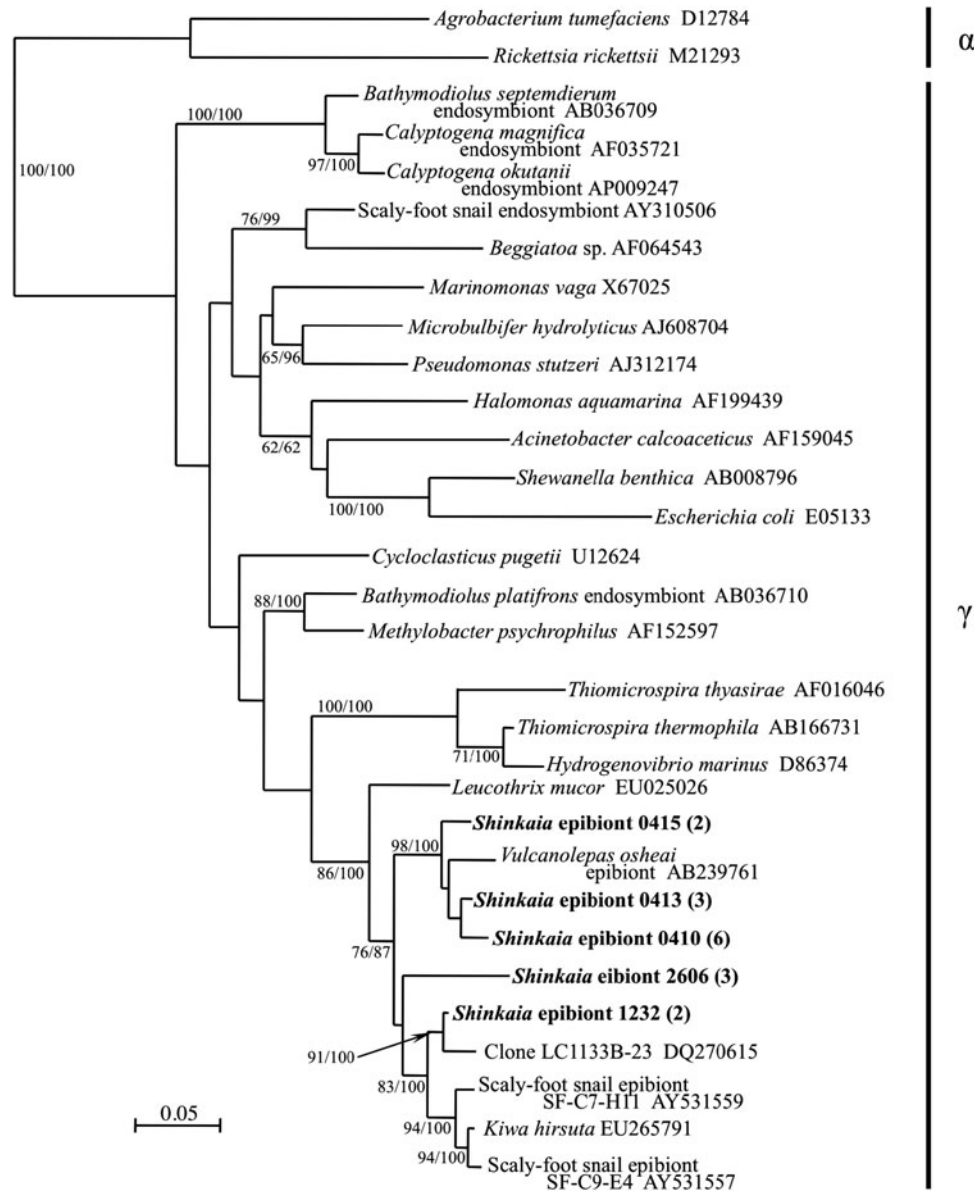 Agrobacterium tumefaciens D12784
α
Rickettsia rickettsii M21293
Bathymodiolus septemdierum
endosymbiont AB036709
100/100
Calyptogena magnifica
endosymbiont AF035721
100/100
97/100
Calyptogena okutanii
endosymbiont AP009247
Scaly-foot snail endosymbiont AY310506
76/99
Beggiatoa sp. AF064543
Marinomonas vaga X67025
Microbulbifer hydrolyticus AJ608704
65/96
Pseudomonas stutzeri AJ312174
Halomonas aquamarina AF199439
62/62
Acinetobacter calcoaceticus AF159045
Shewanella benthica AB008796
100/100
Escherichia coli E05133
Cycloclasticus pugetii U12624
88/100
Bathymodiolus platifrons endosymbiont AB036710
γ
Methylobacter psychrophilus AF152597
Thiomicrospira thyasirae AF016046
100/100
Thiomicrospira thermophila AB166731
71/100
Hydrogenovibrio marinus D86374
Leucothrix mucor EU025026
Shinkaia epibiont 0415 (2)
98/100
Vulcanolepas osheai
epibiont AB239761
86/100
Shinkaia epibiont 0413 (3)
Shinkaia epibiont 0410 (6)
76/87
Shinkaia eibiont 2606 (3)
Shinkaia epibiont 1232 (2)
91/100
Clone LC1133B-23 DQ270615
83/100
Scaly-foot snail epibiont
SF-C7-H11 AY531559
0.05
94/100
Kiwa hirsuta EU265791
94/100
Scaly-foot snail epibiont
SF-C9-E4 AY531557